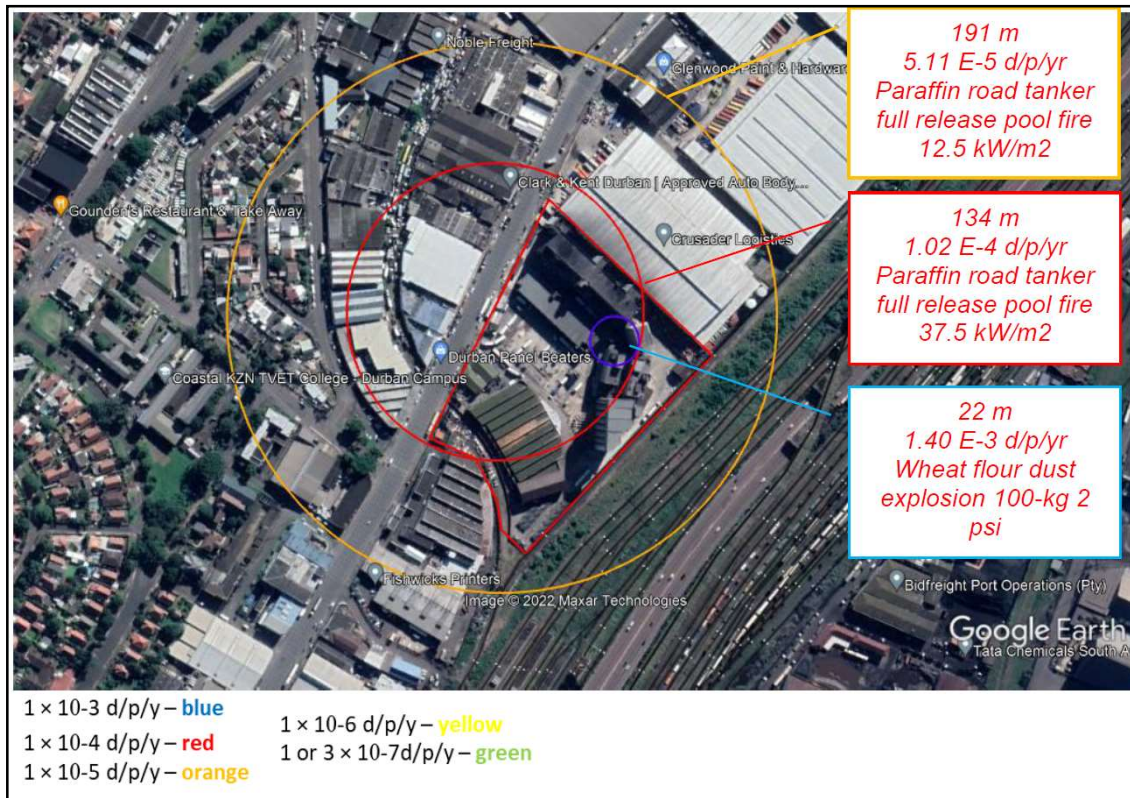 Noble Freight
Glenwood Paint & Hardwar
Clark & Kent Durban | Approved Auto Body,...
Gounden's Restaurant & Take Away
Crusader Logistics
Durban Panel Beaters
Coastal KZN TVET College - Durban Campus
Fishwicks Printers
Image © 2022 Maxar Technologies
Bidfreight Port Operations (Pty)
Google Earth
Tata Chemicals South A
191 m
5.11 E-5 d/p/yr
Paraffin road tanker
full release pool fire
12.5 kW/m2
134 m
1.02 E-4 d/p/yr
Paraffin road tanker
full release pool fire
37.5 kW/m2
22 m
1.40 E-3 d/p/yr
Wheat flour dust
explosion 100-kg 2
psi
1 × 10-3 d/p/y – blue
1 × 10-4 d/p/y – red
1 × 10-5 d/p/y – orange
1 × 10-6 d/p/y – yellow
1 or 3 × 10-7d/p/y – green